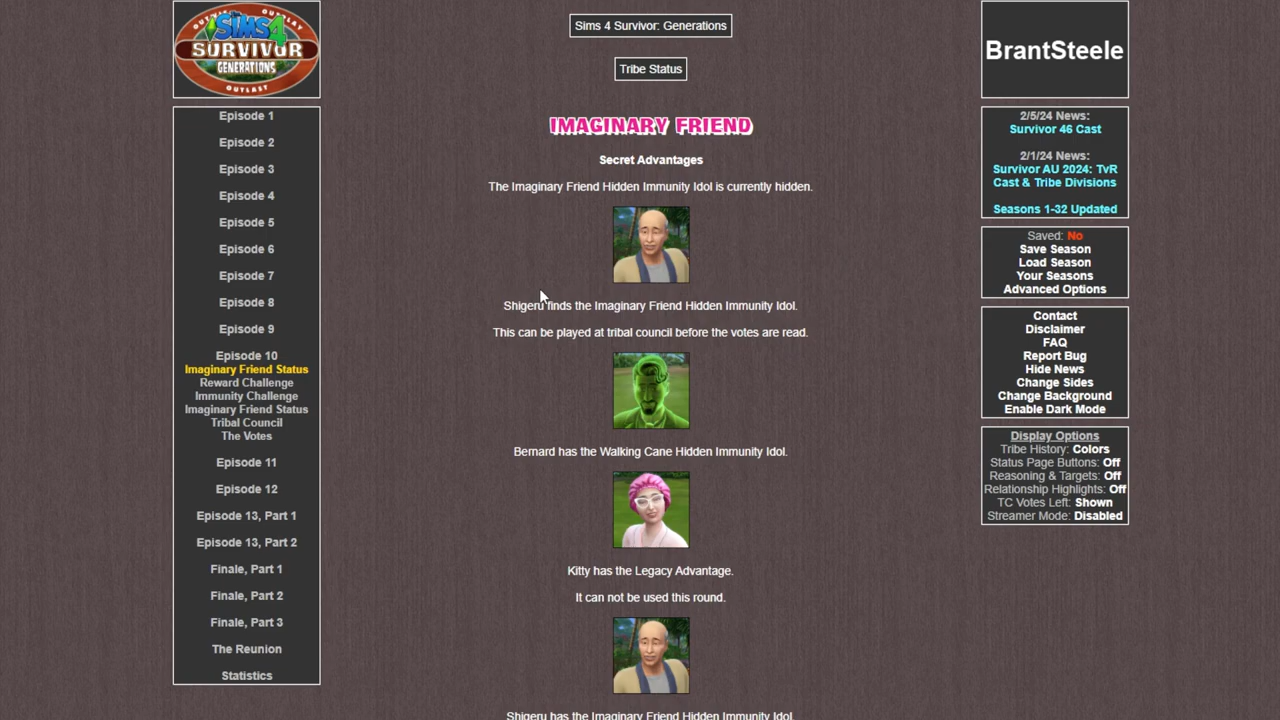 OUTWIT OUTPLAY
THE SIMS 4
SURVIVOR
GENERATIONS
OUTLAST
Episode 1
Episode 2
Episode 3
Episode 4
Episode 5
Episode 6
Episode 7
Episode 8
Episode 9
Episode 10
Imaginary Friend Status
Reward Challenge
Immunity Challenge
Imaginary Friend Status
Tribal Council
The Votes
Episode 11
Episode 12
Episode 13, Part 1
Episode 13, Part 2
Finale, Part 1
Finale, Part 2
Finale, Part 3
The Reunion
Statistics
Sims 4 Survivor: Generations
Tribe Status
IMAGINARY FRIEND
Secret Advantages
The Imaginary Friend Hidden Immunity Idol is currently hidden.
Shigeru finds the Imaginary Friend Hidden Immunity Idol.
This can be played at tribal council before the votes are read.
Bernard has the Walking Cane Hidden Immunity Idol.
Kitty has the Legacy Advantage.
It can not be used this round.
Shigeru has the Imaginary Friend Hidden Immunity Idol.
BrantSteele
2/5/24 News:
Survivor 46 Cast
2/1/24 News:
Survivor AU 2024: TvR
Cast & Tribe Divisions
Seasons 1-32 Updated
Saved: No
Save Season
Load Season
Your Seasons
Advanced Options
Contact
Disclaimer
FAQ
Report Bug
Hide News
Change Sides
Change Background
Enable Dark Mode
Display Options
Tribe History: Colors
Status Page Buttons: Off
Reasoning & Targets: Off
Relationship Highlights: Off
TC Votes Left: Shown
Streamer Mode: Disabled